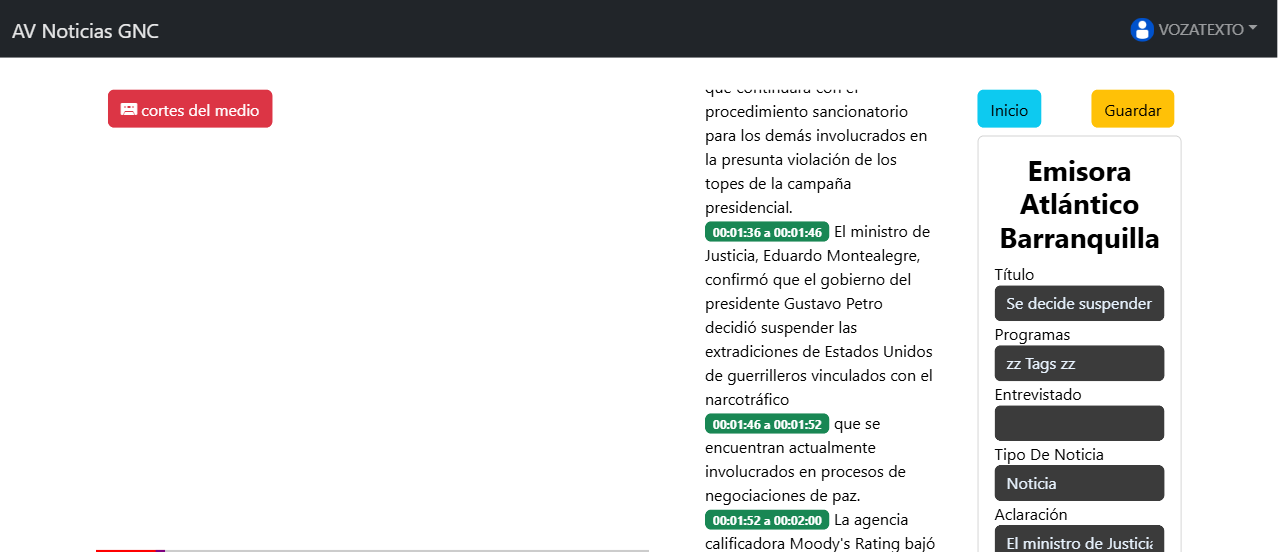 AV Noticias GNC
VOZATEXTO
cortes del medio
que continuará con el
procedimiento sancionatorio
para los demás involucrados en
la presunta violación de los
topes de la campaña
presidencial.
00:01:36 a 00:01:46 El ministro de
Justicia, Eduardo Montealegre,
confirmó que el gobierno del
presidente Gustavo Petro
decidió suspender las
extradiciones de Estados Unidos
de guerrilleros vinculados con el
narcotráfico
00:01:46 a 00:01:52 que se
encuentran actualmente
involucrados en procesos de
negociaciones de paz.
00:01:52 a 00:02:00 La agencia
calificadora Moody's Rating bajó
Inicio
Guardar
Emisora
Atlántico
Barranquilla
Título
Se decide suspender
Programas
zz Tags zz
Entrevistado
Tipo De Noticia
Noticia
Aclaración
El ministro de Justicia